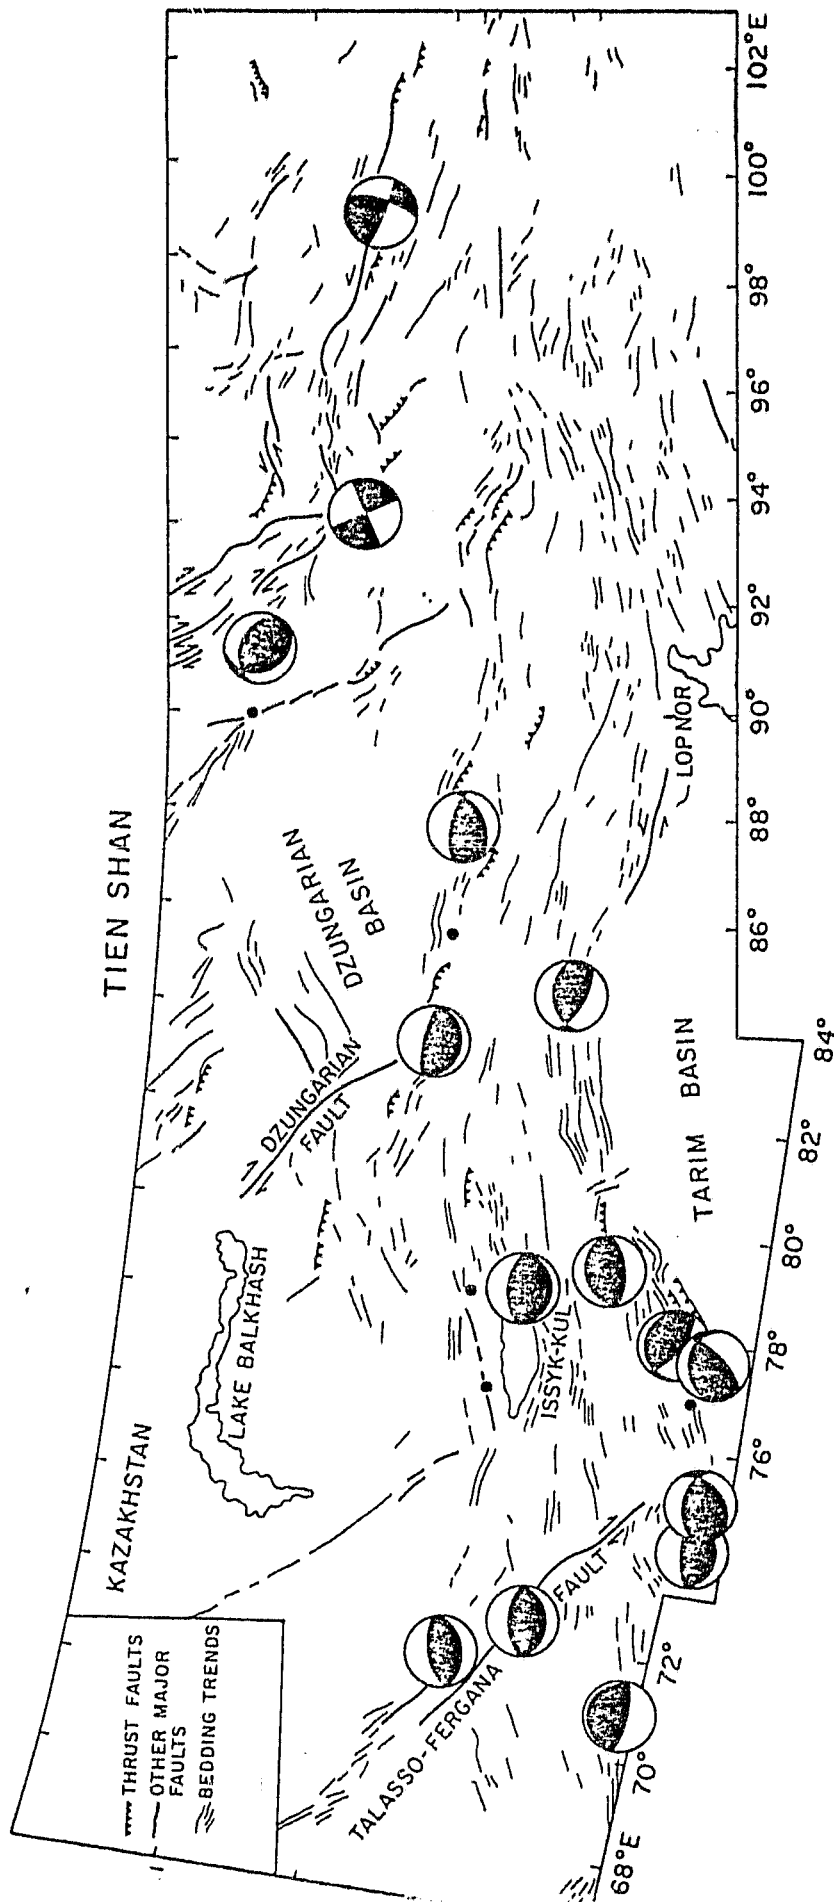 TIEN SHAN
KAZAKHSTAN
LAKE BALKHASH
DZUNGARIAN
BASIN
DZUNGARIAN
FAULT
ISSYK-KUL
TALASSO-FERGANA FAULT
TARIM BASIN
LOPNOR
THRUST FAULTS
OTHER MAJOR
FAULTS
BEDDING TRENDS
68°E
70°
72°
76°
78°
80°
82°
84°
86°
88°
90°
92°
94°
96°
98°
100°
102°E